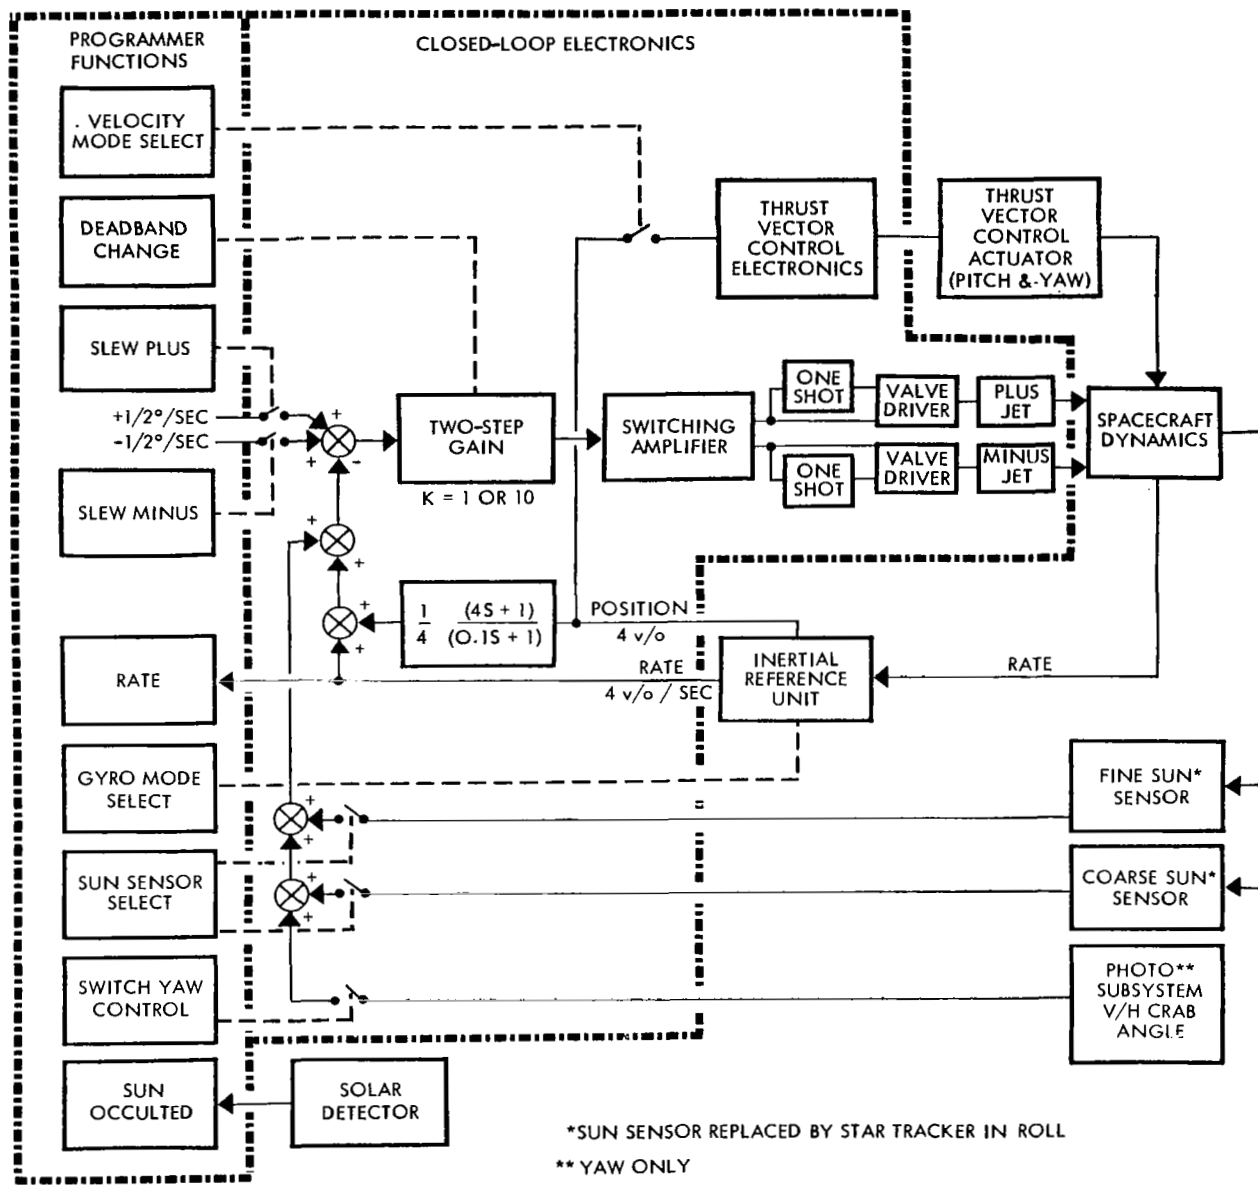 PROGRAMMER
FUNCTIONS
CLOSED-LOOP ELECTRONICS
. VELOCITY
MODE SELECT
DEADBAND
CHANGE
SLEW PLUS
+1/2°/SEC
-1/2°/SEC
SLEW MINUS
RATE
GYRO MODE
SELECT
SUN SENSOR
SELECT
SWITCH YAW
CONTROL
SUN
OCCULTED
SOLAR
DETECTOR
+
+
-
TWO-STEP
GAIN
K = 1 OR 10
+
+
+
+
1
4
(4S + 1)
(0.1S + 1)
+
+
+
+
THRUST
VECTOR
CONTROL
ELECTRONICS
THRUST
VECTOR
CONTROL
ACTUATOR
(PITCH &-YAW)
SWITCHING
AMPLIFIER
ONE
SHOT
VALVE
DRIVER
PLUS
JET
ONE
SHOT
VALVE
DRIVER
MINUS
JET
SPACECRAFT
DYNAMICS
POSITION
4 v/o
RATE
4 v/o / SEC
INERTIAL
REFERENCE
UNIT
RATE
FINE SUN*
SENSOR
COARSE SUN*
SENSOR
PHOTO**
SUBSYSTEM
V/H CRAB
ANGLE
*SUN SENSOR REPLACED BY STAR TRACKER IN ROLL
** YAW ONLY